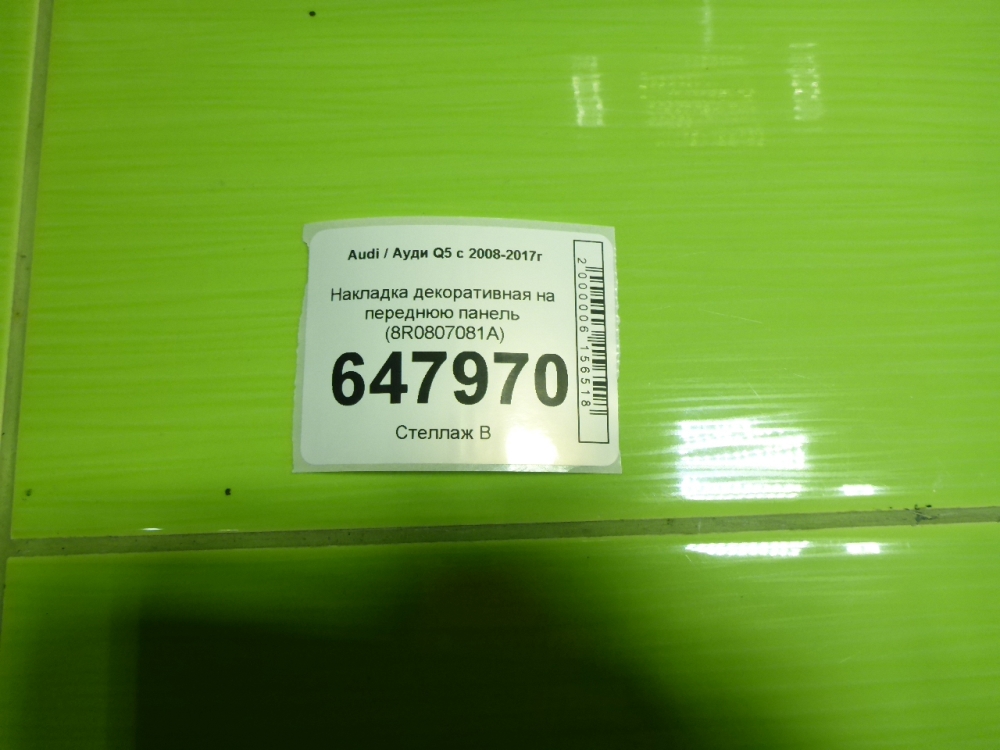 Audi / Ауди Q5 с 2008-2017г
Накладка декоративная на
переднюю панель
(8R0807081A)
647970
Стеллаж В
2000006156518